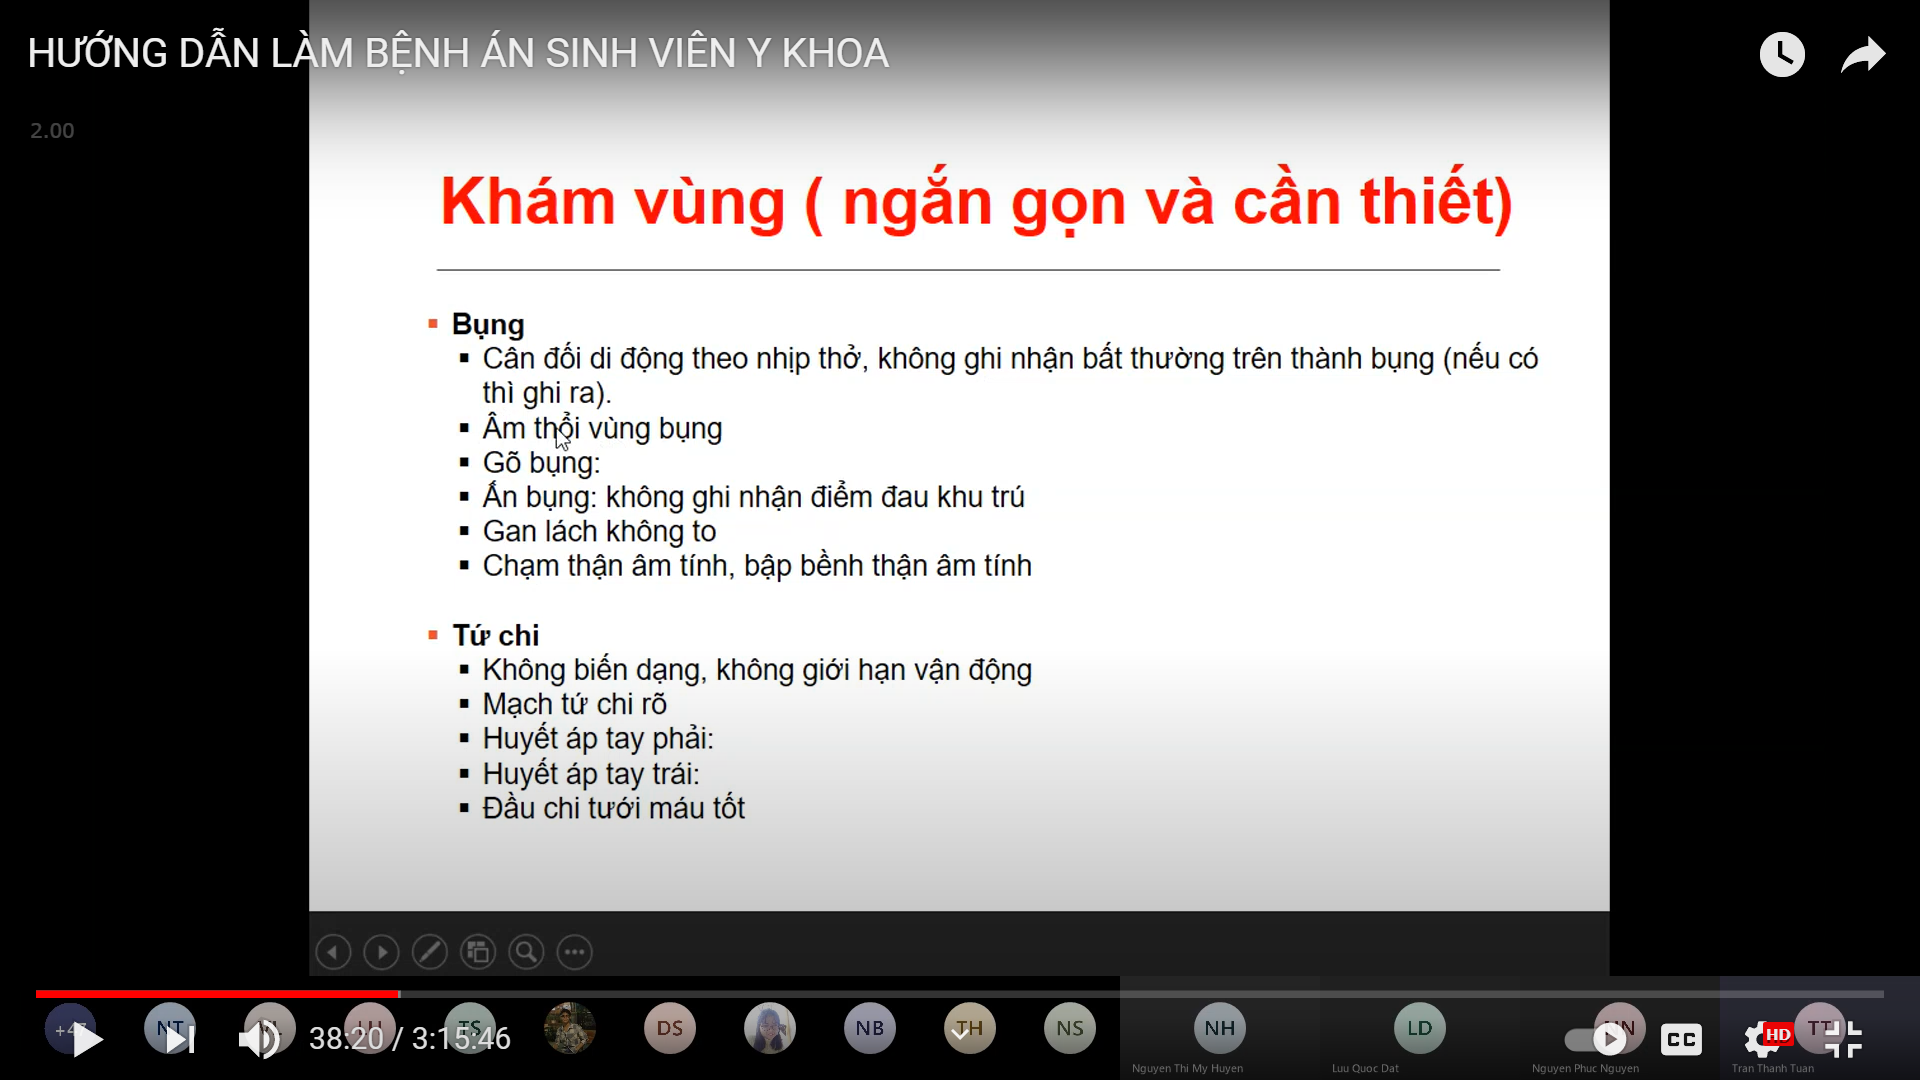 HƯỚNG DẪN LÀM BỆNH ÁN SINH VIÊN Y KHOA
2.00
Khám vùng ( ngắn gọn và cần thiết)
Bụng
Cân đối di động theo nhịp thở, không ghi nhận bất thường trên thành bụng (nếu có
thì ghi ra).
Âm thổi vùng bụng
Gõ bụng:
Ấn bụng: không ghi nhận điểm đau khu trú
Gan lách không to
Chạm thận âm tính, bập bềnh thận âm tính
Tứ chi
Không biến dạng, không giới hạn vận động
Mạch tứ chi rõ
Huyết áp tay phải:
Huyết áp tay trái:
Đầu chi tưới máu tốt
NT
TS
DS
NB
TH
NS
NH
LD
TT
38:20 / 3:15:46
CC
HD
Nguyen Thi My Huyen
Luu Quoc Dat
Nguyen Phuc Nguyen
Tran Thanh Tuan